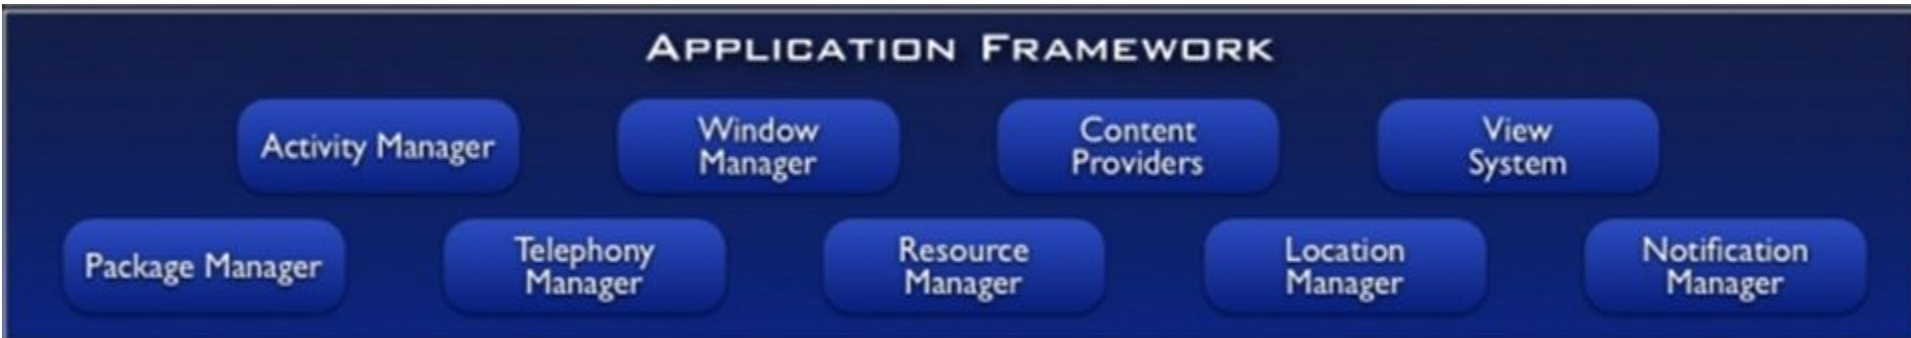 APPLICATION FRAMEWORK
Activity Manager
Window
Manager
Content
Providers
View
System
Package Manager
Telephony
Manager
Resource
Manager
Location
Manager
Notification
Manager